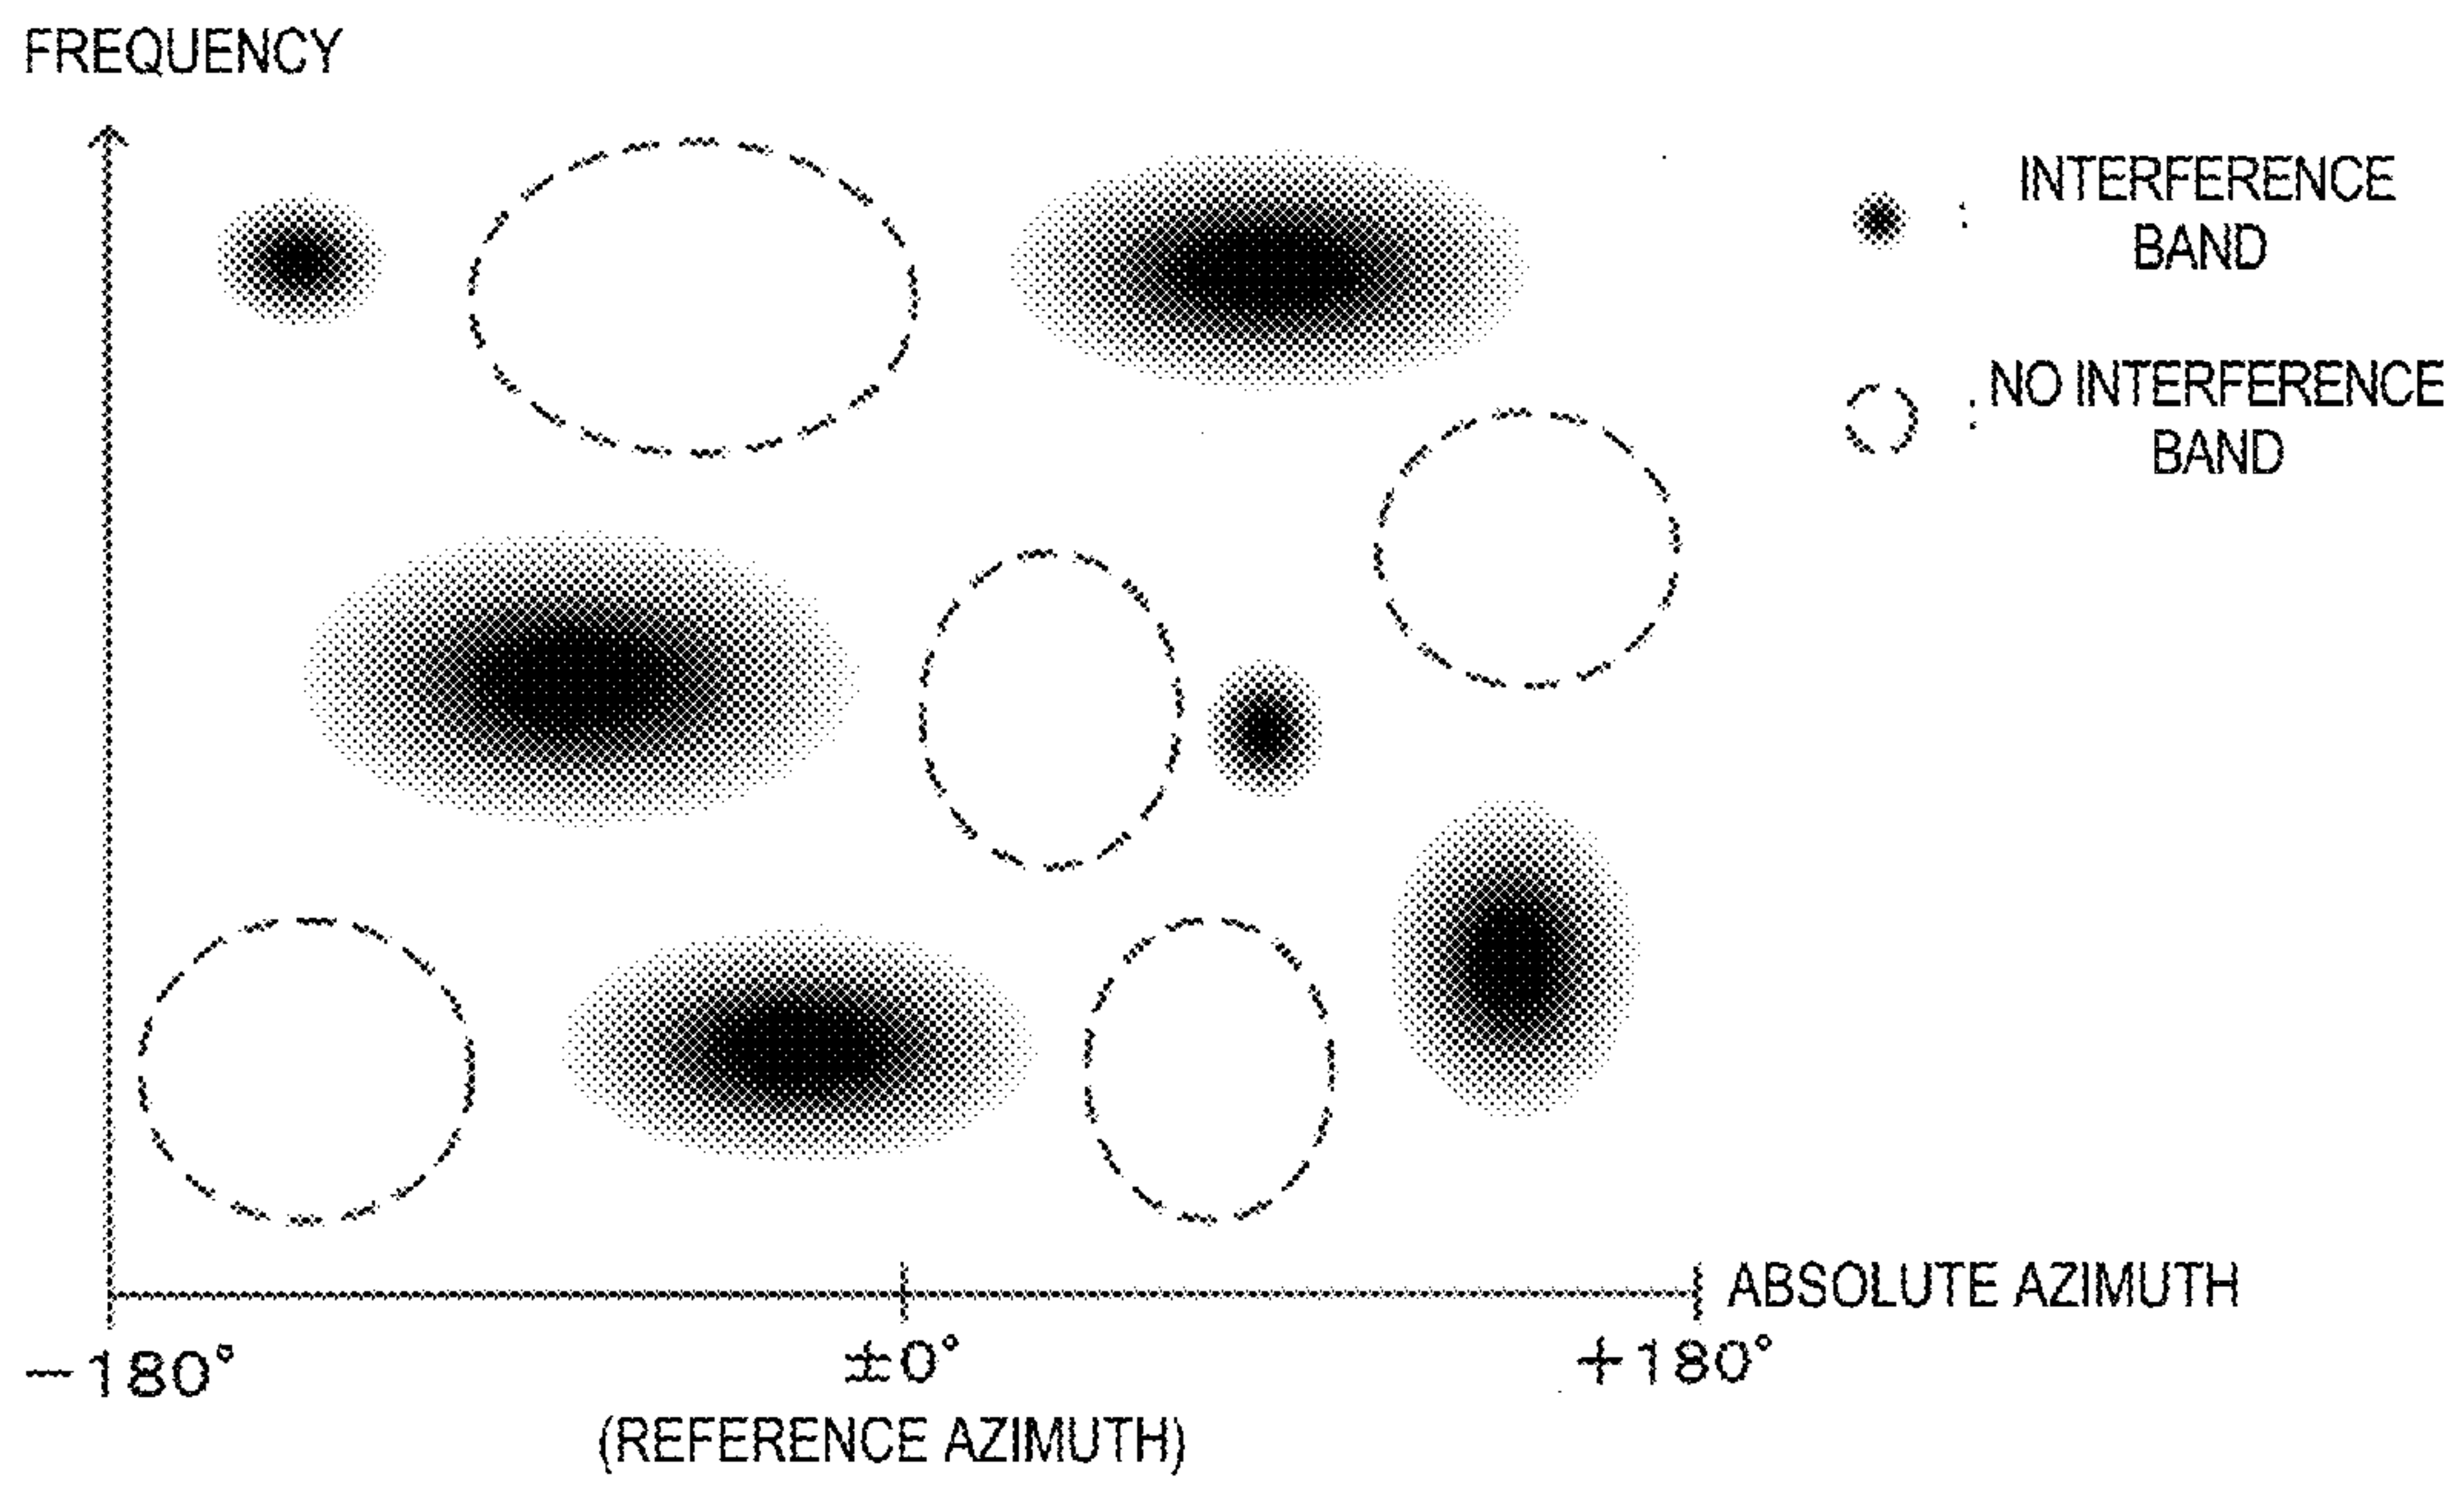 FREQUENCY
: INTERFERENCE
BAND
: NO INTERFERENCE
BAND
ABSOLUTE AZIMUTH
−180°
±0°
+180°
(REFERENCE AZIMUTH)